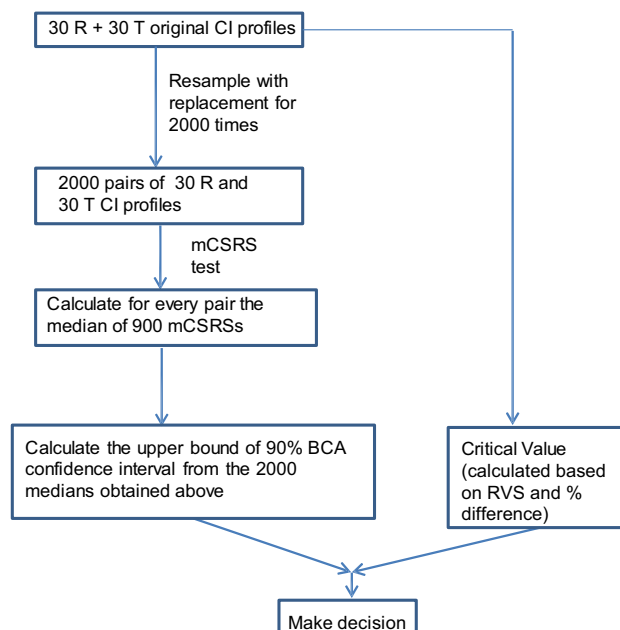 30 R + 30 T original CI profiles
Resample with
replacement for
2000 times
2000 pairs of 30 R and
30 T CI profiles
mCSRS
test
Calculate for every pair the
median of 900 mCSRSs
Calculate the upper bound of 90% BCA
confidence interval from the 2000
medians obtained above
Critical Value
(calculated based
on RVS and %
difference)
Make decision